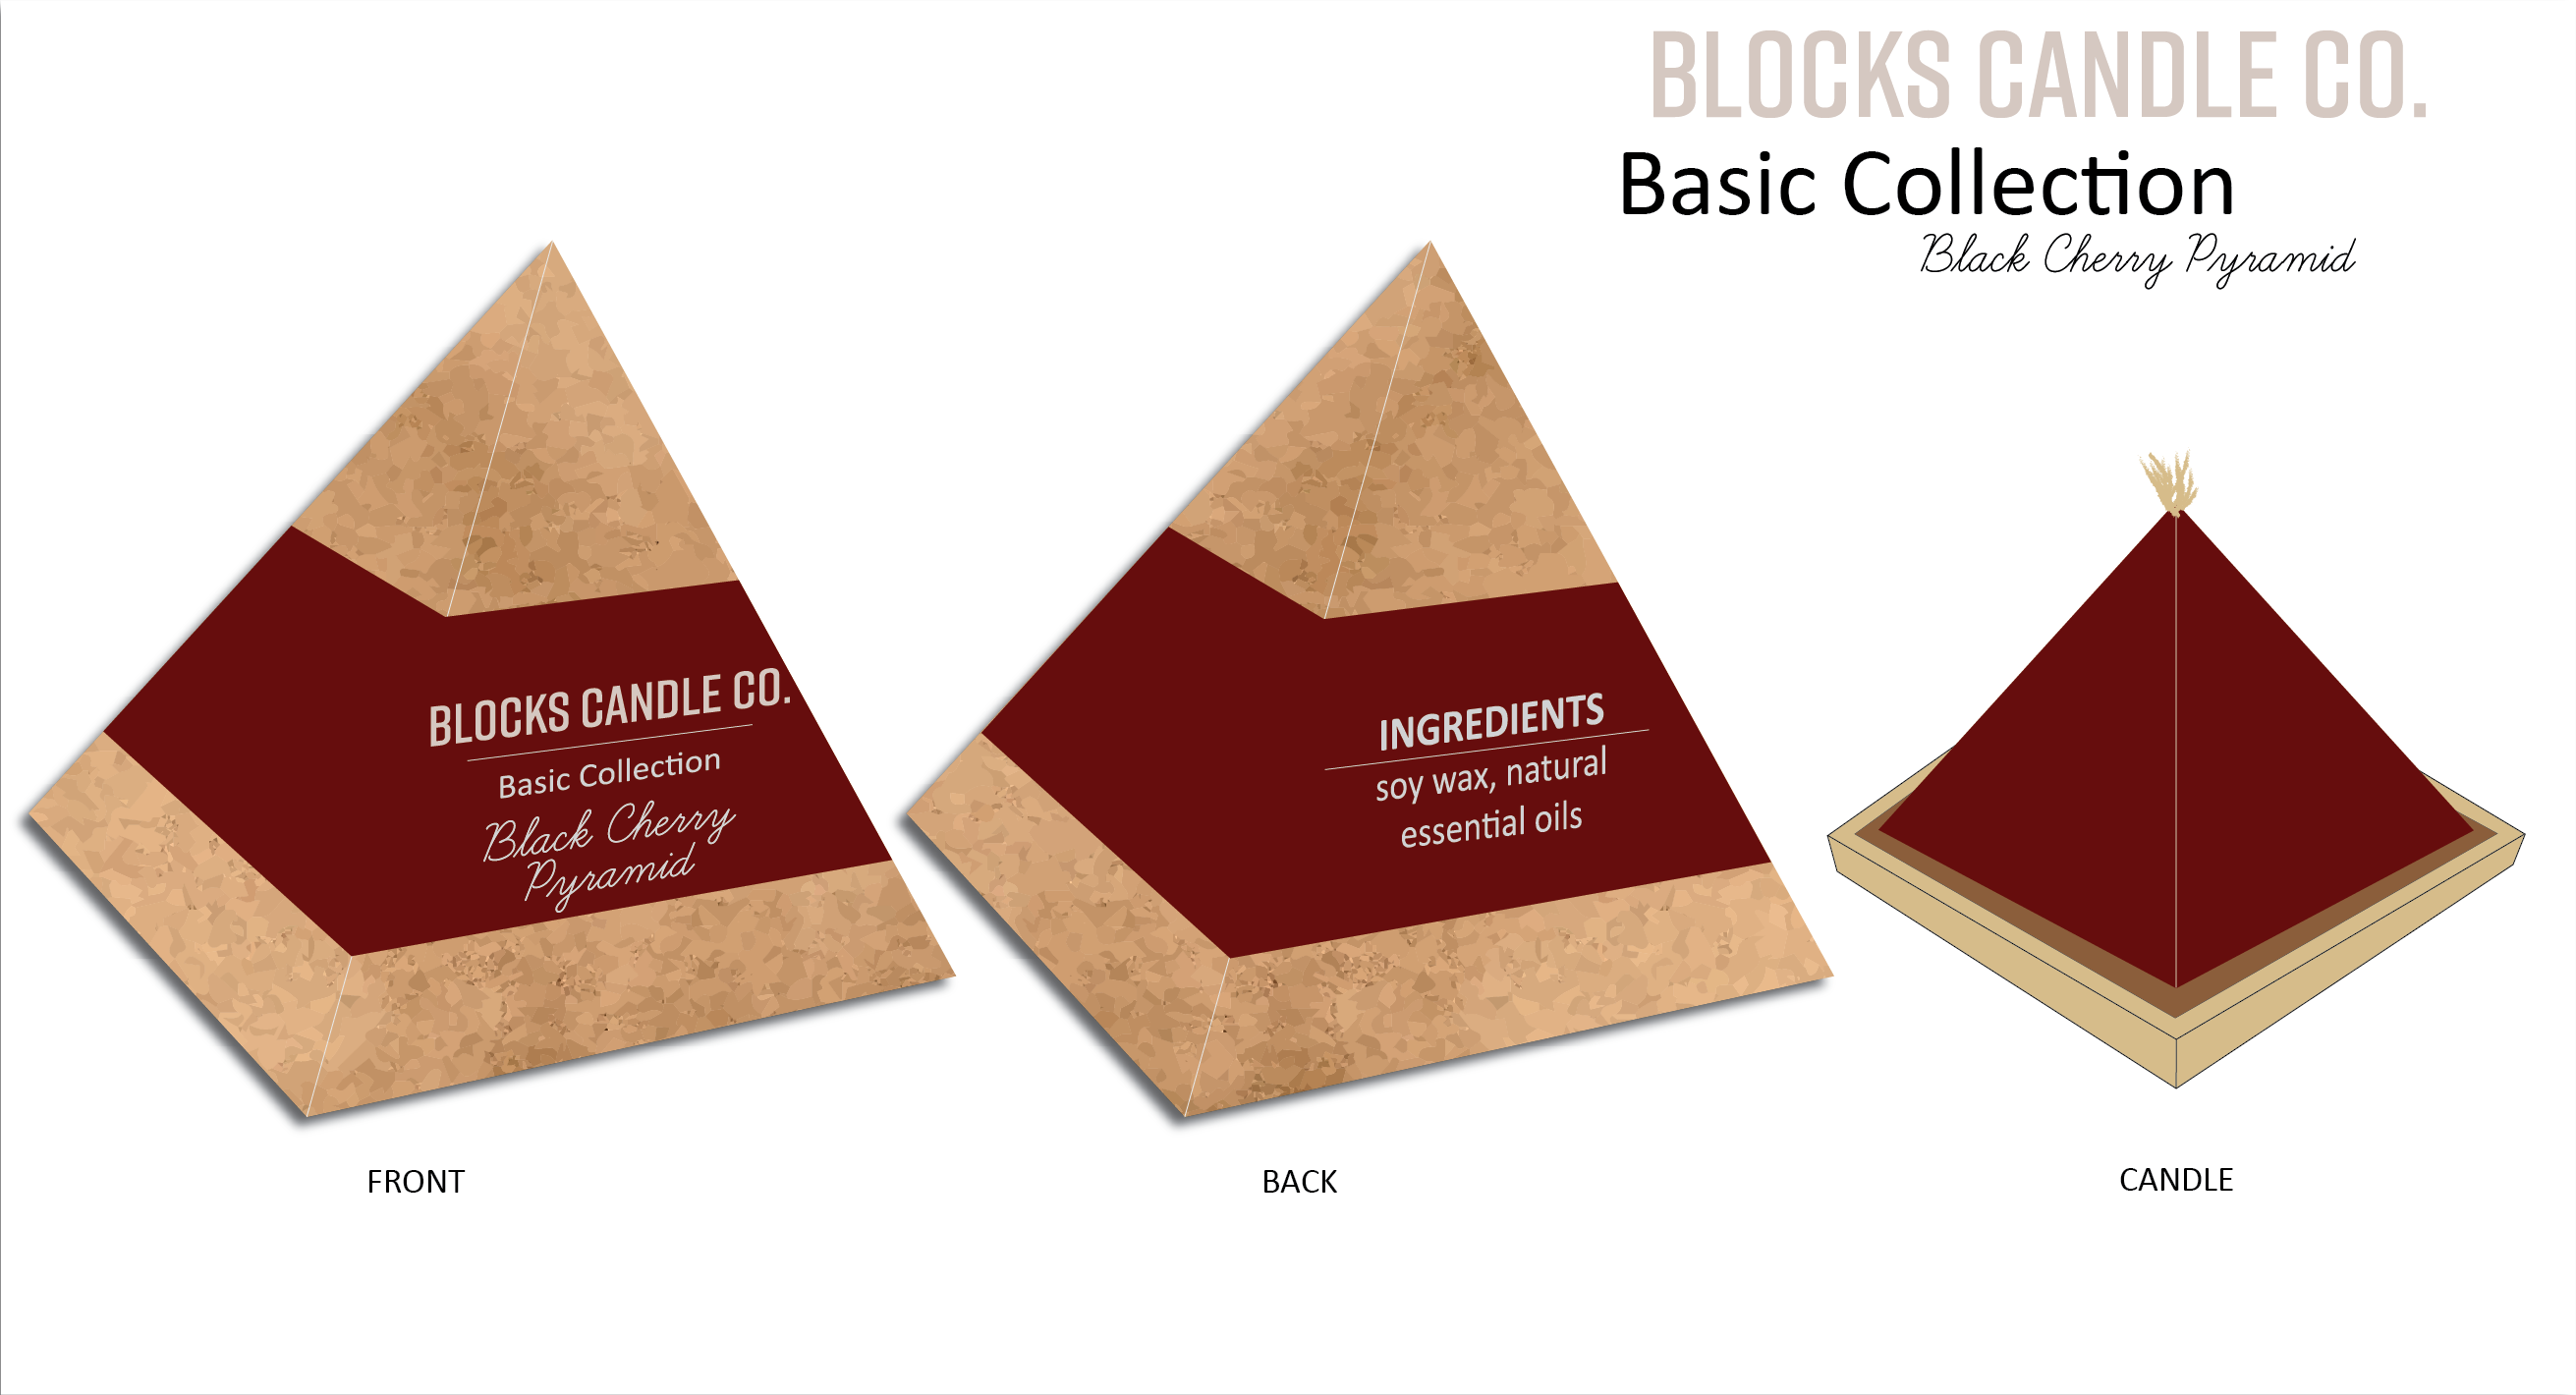 BLOCKS CANDLE CO.
Basic Collection
Black Cherry Pyramid
BLOCKS CANDLE CO.
Basic Collection
Black Cherry
Pyramid
INGREDIENTS
soy wax, natural
essential oils
FRONT
BACK
CANDLE